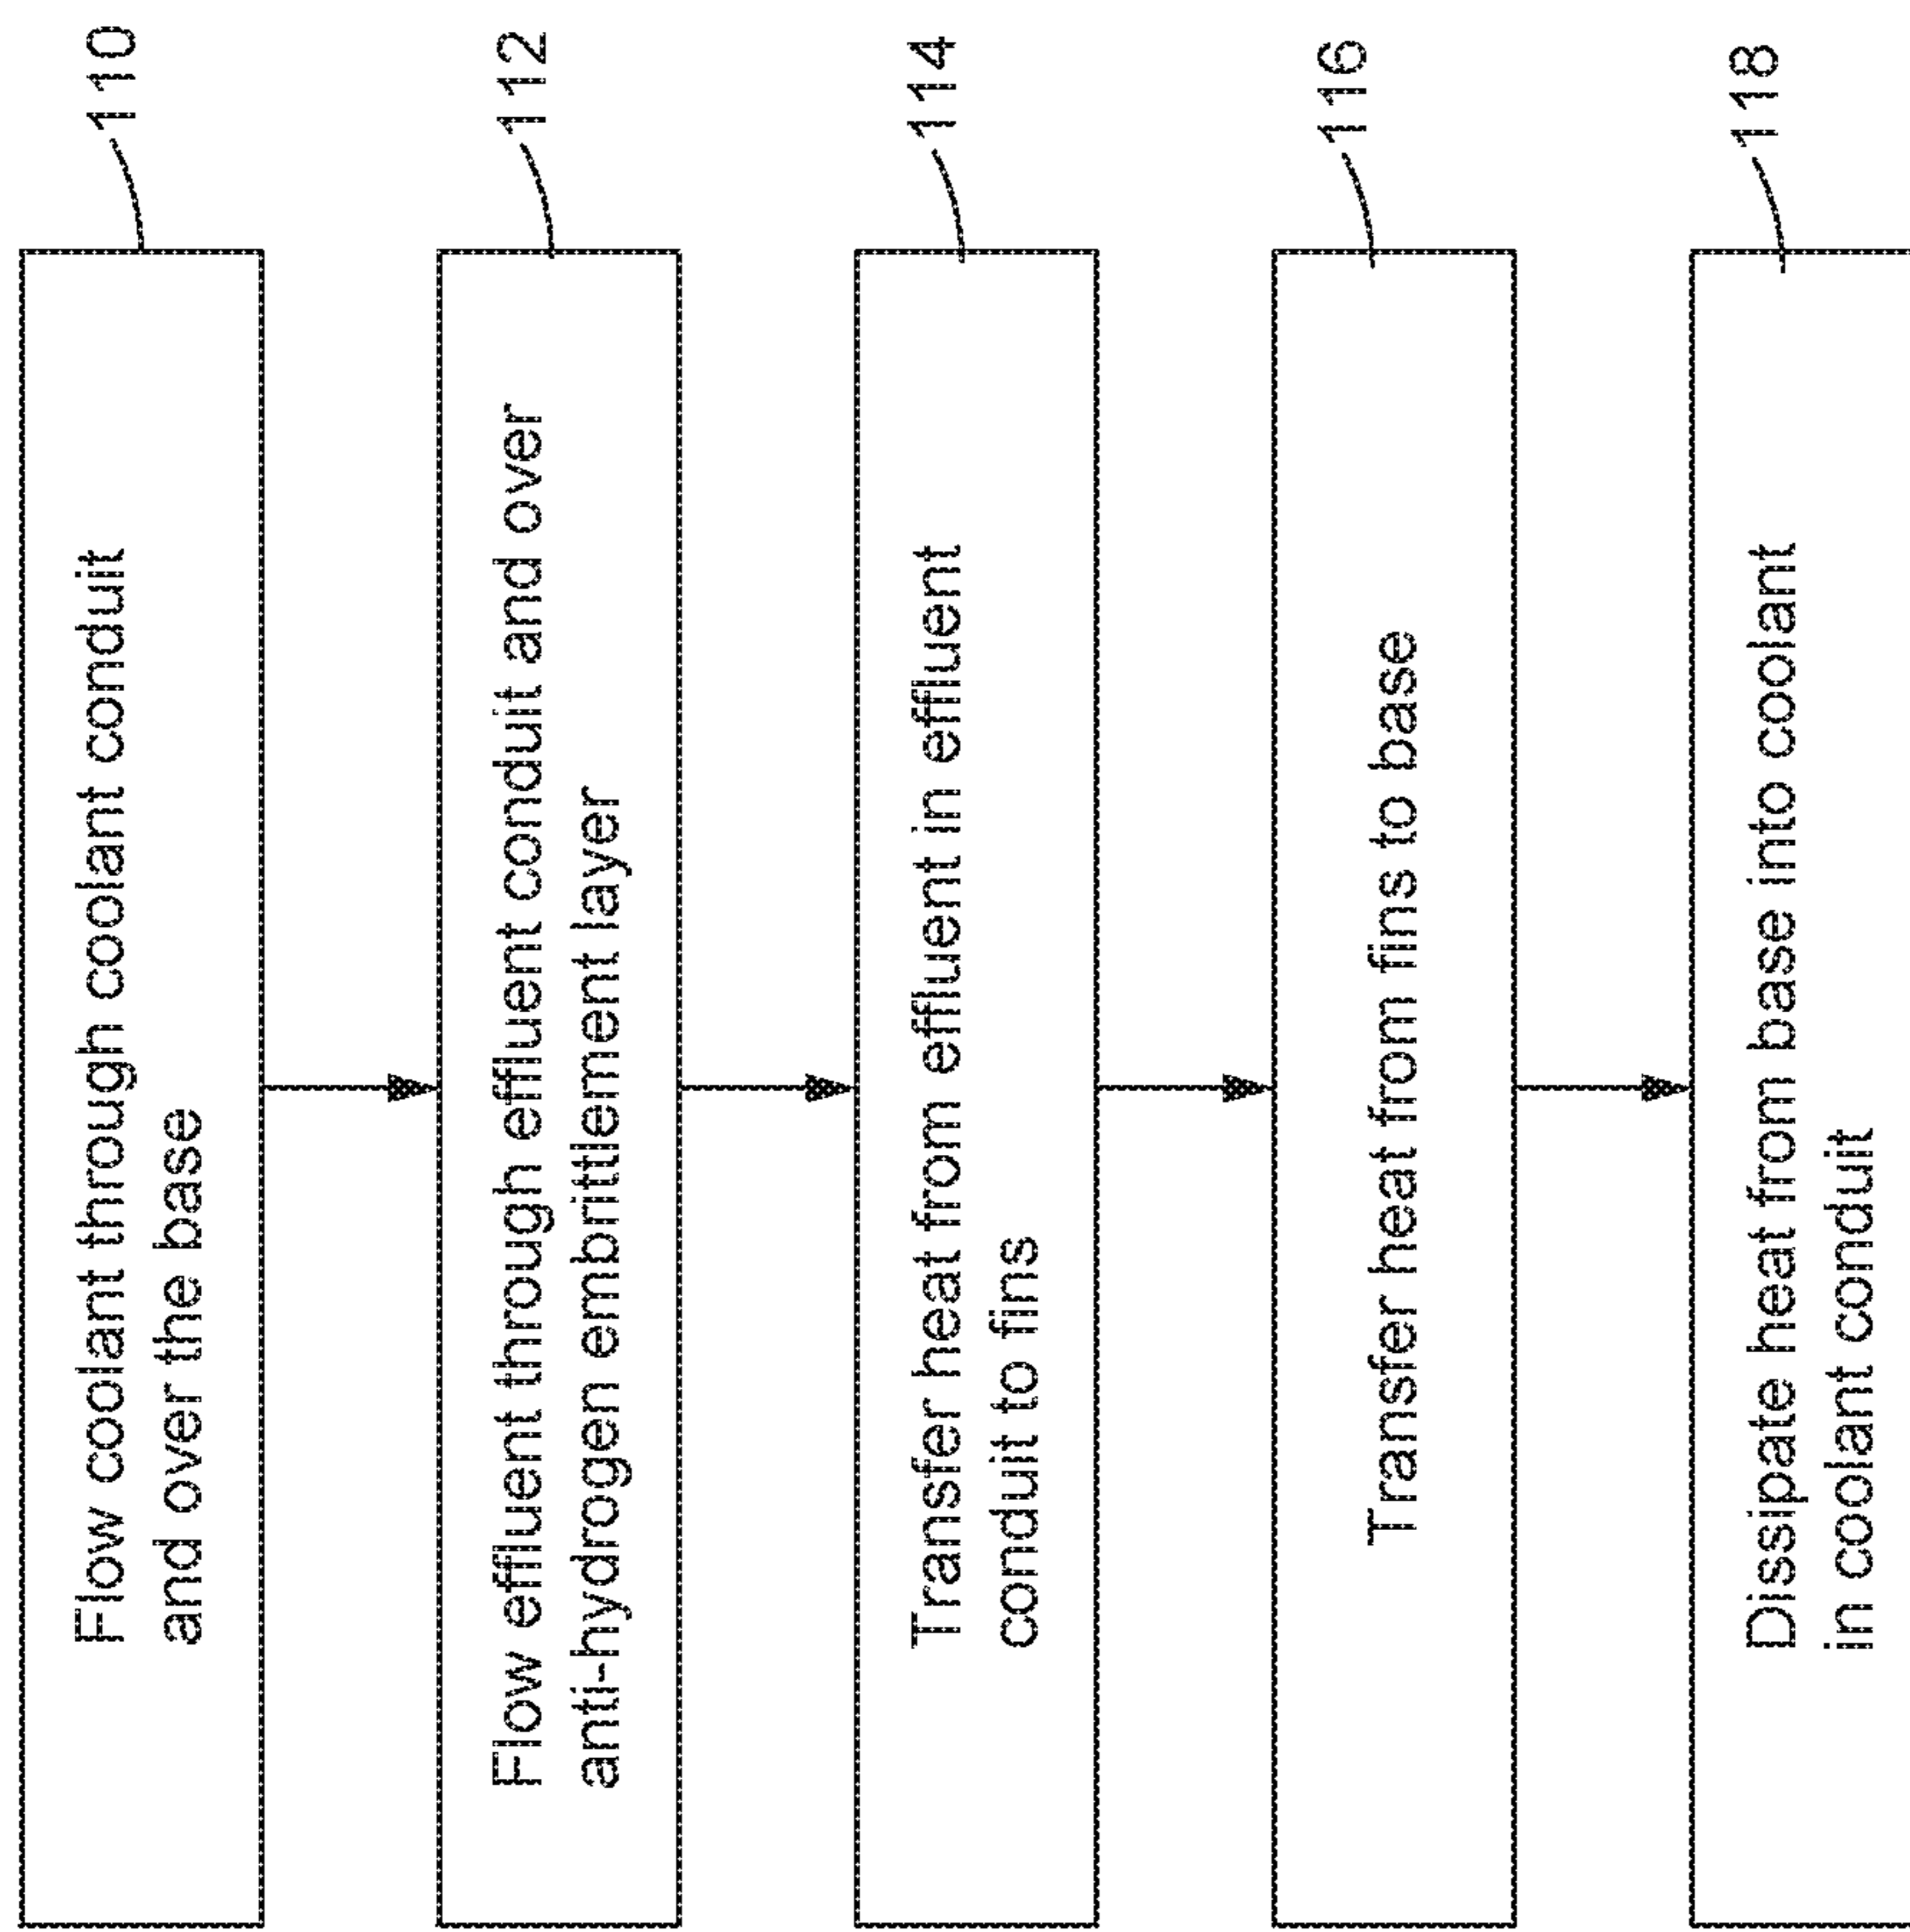 Flow coolant through coolant conduit
and over the base
110
Flow effluent through effluent conduit and over
anti-hydrogen embrittlement layer
112
Transfer heat from effluent in effluent
conduit to fins
114
Transfer heat from fins to base
116
Dissipate heat from base into coolant
in coolant conduit
118